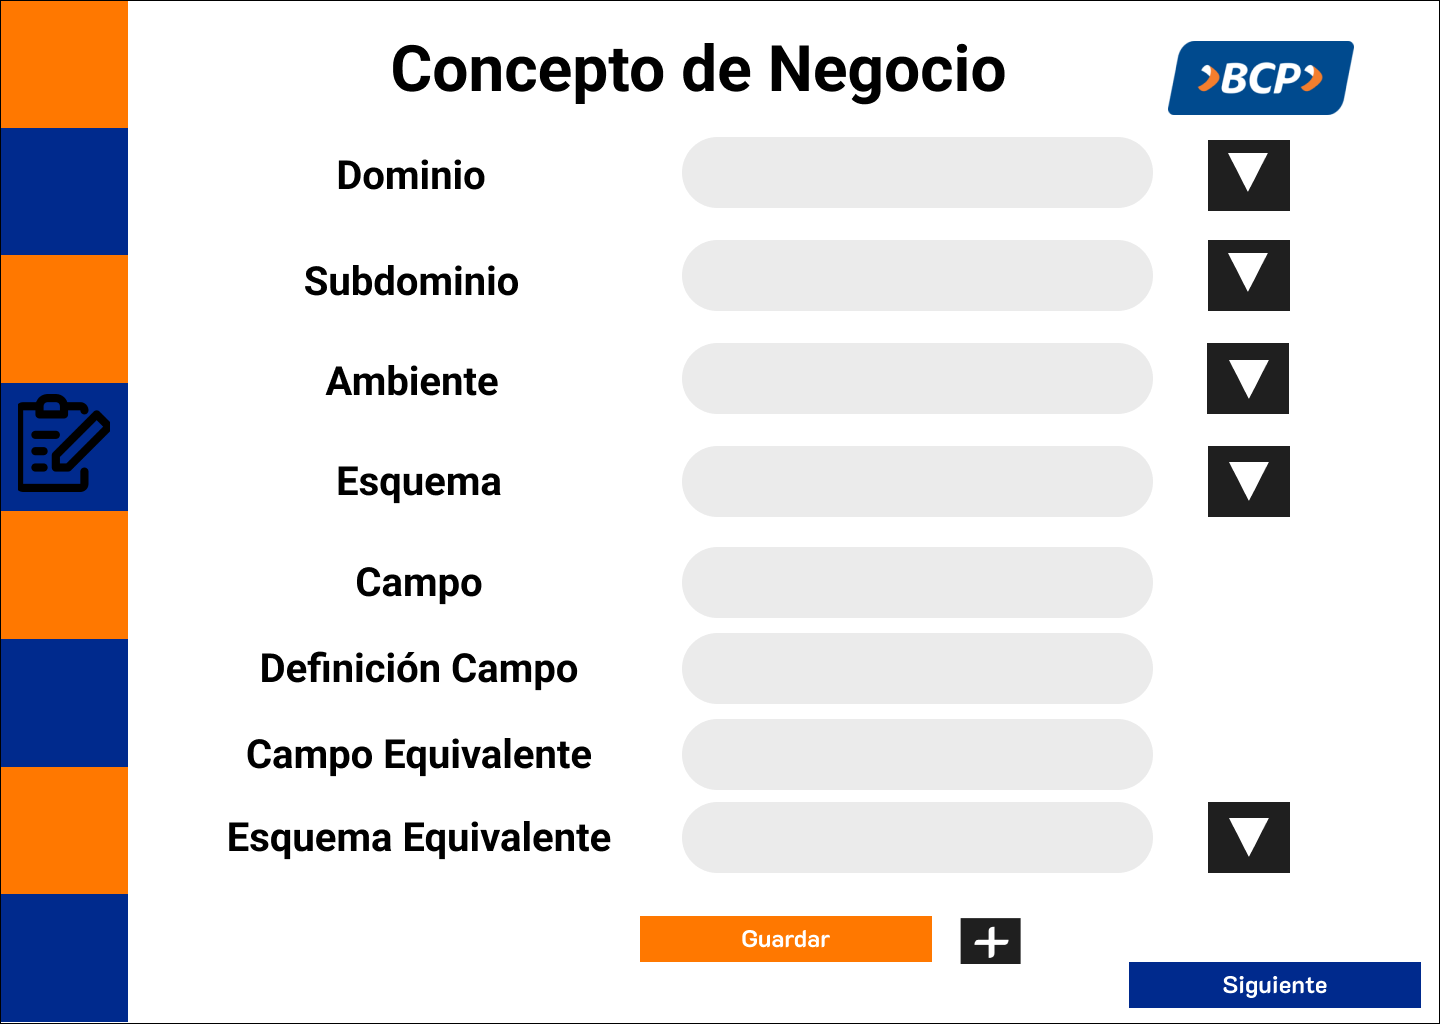 Concepto de Negocio
BCP
Dominio
Subdominio
Ambiente
Esquema
Campo
Definición Campo
Campo Equivalente
Esquema Equivalente
Guardar
Siguiente